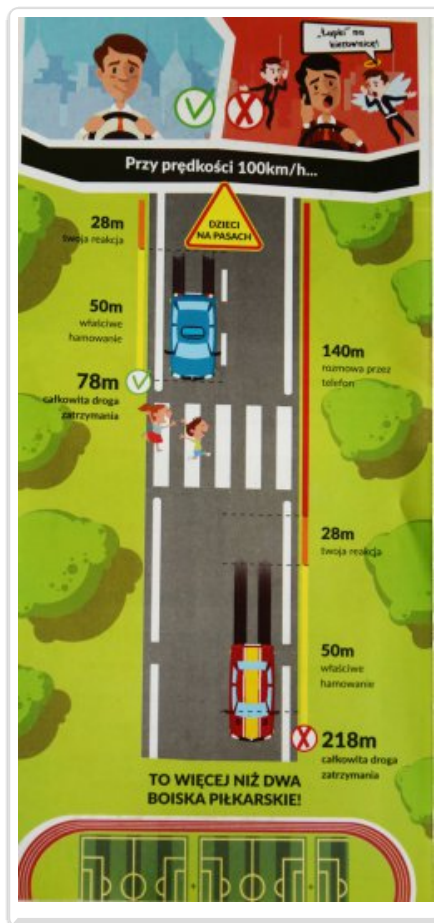 „Łapki” na
kierownicę!
Przy prędkości 100km/h...
DZIECI
NA PASACH
28m
twoja reakcja
50m
właściwe
hamowanie
78m
całkowita droga
zatrzymania
140m
rozmowa przez
telefon
28m
twoja reakcja
50m
właściwe
hamowanie
218m
całkowita droga
zatrzymania
TO WIĘCEJ NIŻ DWA
BOISKA PIŁKARSKIE!